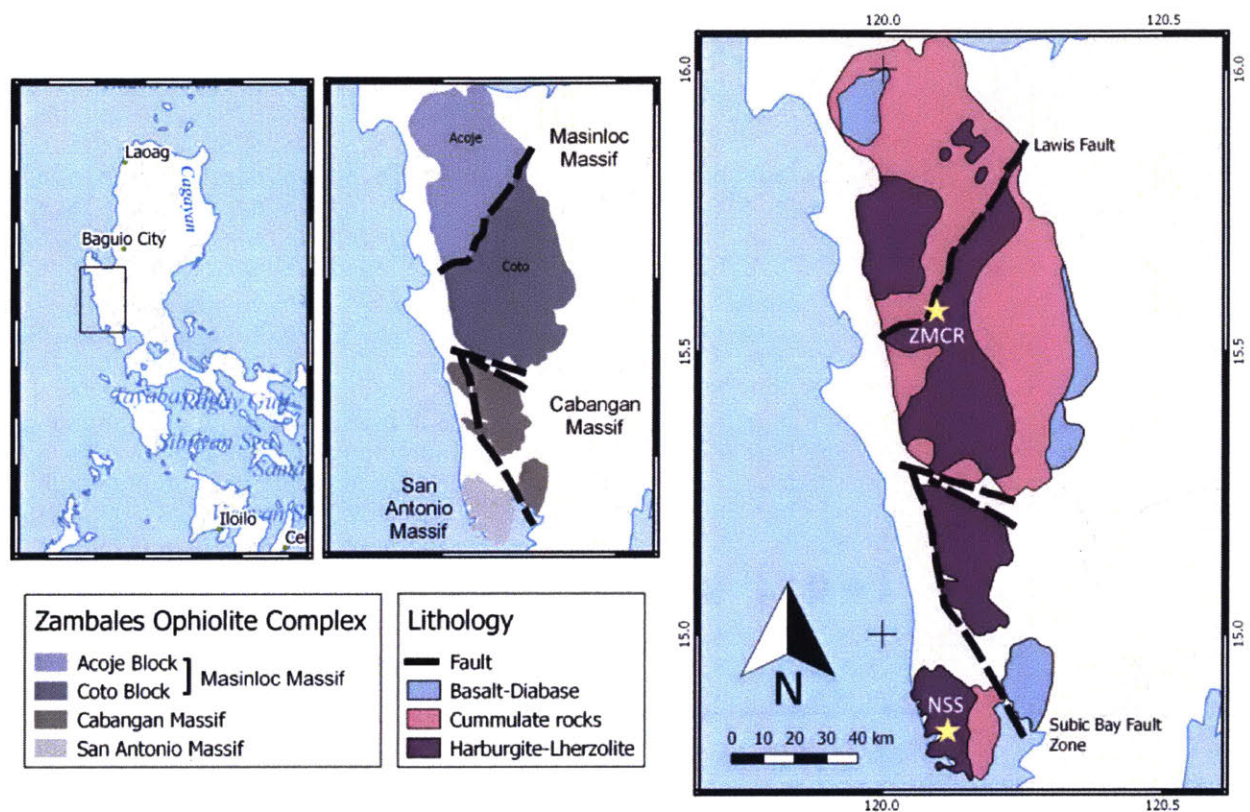 Laoag
Cagayan
Baguio City
Sibuyan Sea
Iloilo
Acoje
Masinloc
Massif
Coto
Cabangan
Massif
San
Antonio
Massif
Zambales Ophiolite Complex
Acoje Block
Coto Block
Masinloc Massif
Cabangan Massif
San Antonio Massif
Lithology
Fault
Basalt-Diabase
Cummulate rocks
Harburgite-Lherzolite
120.0
120.5
16.0
16.0
Lawis Fault
ZMCR
15.5
15.5
15.0
15.0
N
NSS
0 10 20 30 40 km
Subic Bay Fault
Zone
120.0
120.5